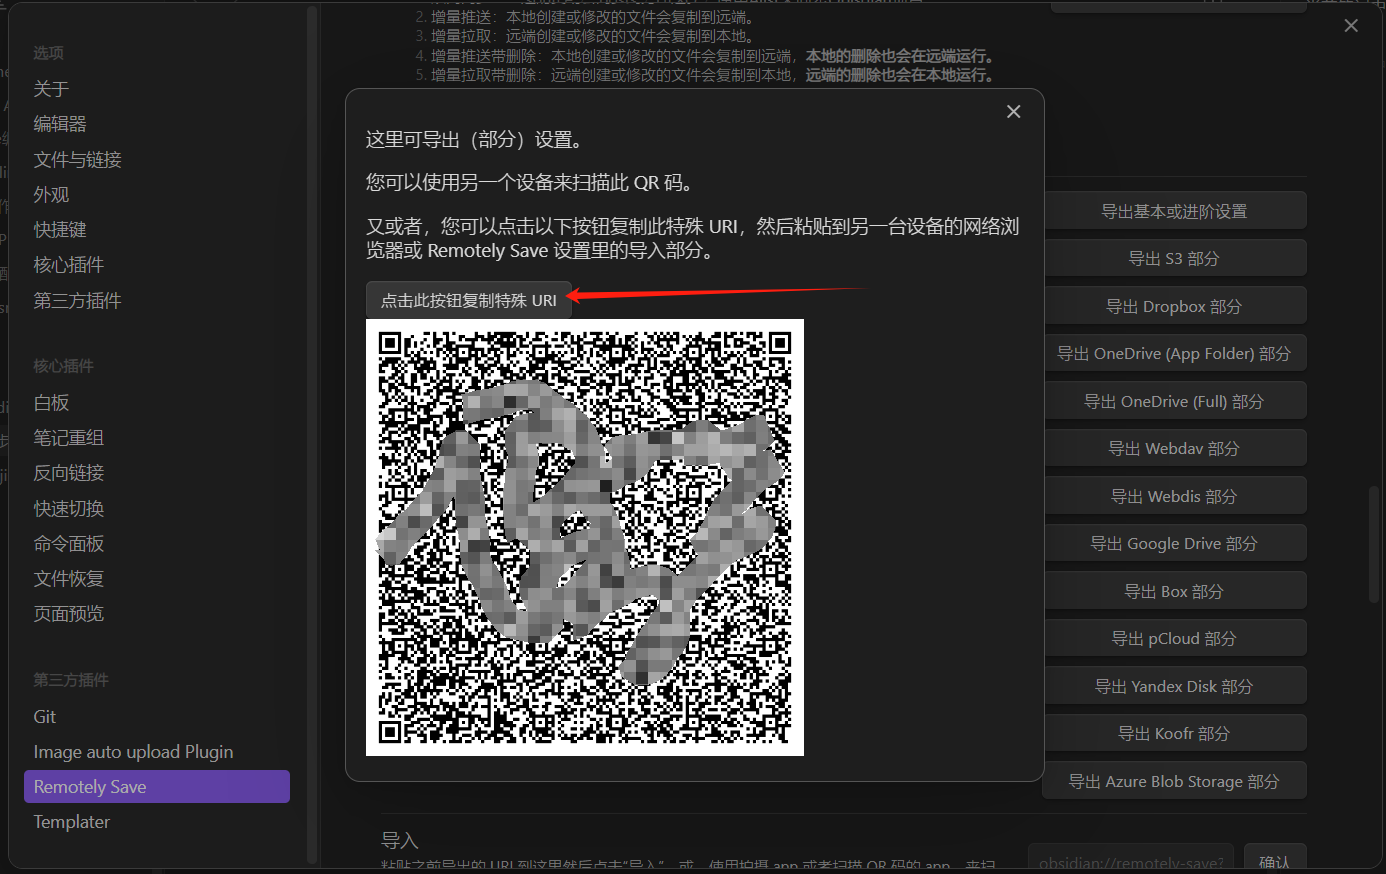 选项
关于
编辑器
文件与链接
外观
快捷键
核心插件
第三方插件
核心插件
白板
笔记重组
反向链接
快速切换
命令面板
文件恢复
页面预览
第三方插件
Git
Image auto upload Plugin
Remotely Save
Templater
2. 增量推送：本地创建或修改的文件会复制到远端。
3. 增量拉取：远端创建或修改的文件会复制到本地。
4. 增量推送带删除：本地创建或修改的文件会复制到远端，本地的删除也会在远端运行。
5. 增量拉取带删除：远端创建或修改的文件会复制到本地，远端的删除也会在本地运行。
这里可导出（部分）设置。
您可以使用另一个设备来扫描此 QR 码。
又或者，您可以点击以下按钮复制此特殊 URI，然后粘贴到另一台设备的网络浏
览器或 Remotely Save 设置里的导入部分。
点击此按钮复制特殊 URI
导出基本或进阶设置
导出 S3 部分
导出 Dropbox 部分
导出 OneDrive (App Folder) 部分
导出 OneDrive (Full) 部分
导出 Webdav 部分
导出 Webdis 部分
导出 Google Drive 部分
导出 Box 部分
导出 pCloud 部分
导出 Yandex Disk 部分
导出 Koofr 部分
导出 Azure Blob Storage 部分
导入
粘贴之前导出的 URI 到这里然后点击“导入”。或，使用拍摄 app 或者扫描 QR 码的 app，来扫
obsidian://remotely-save?
确认